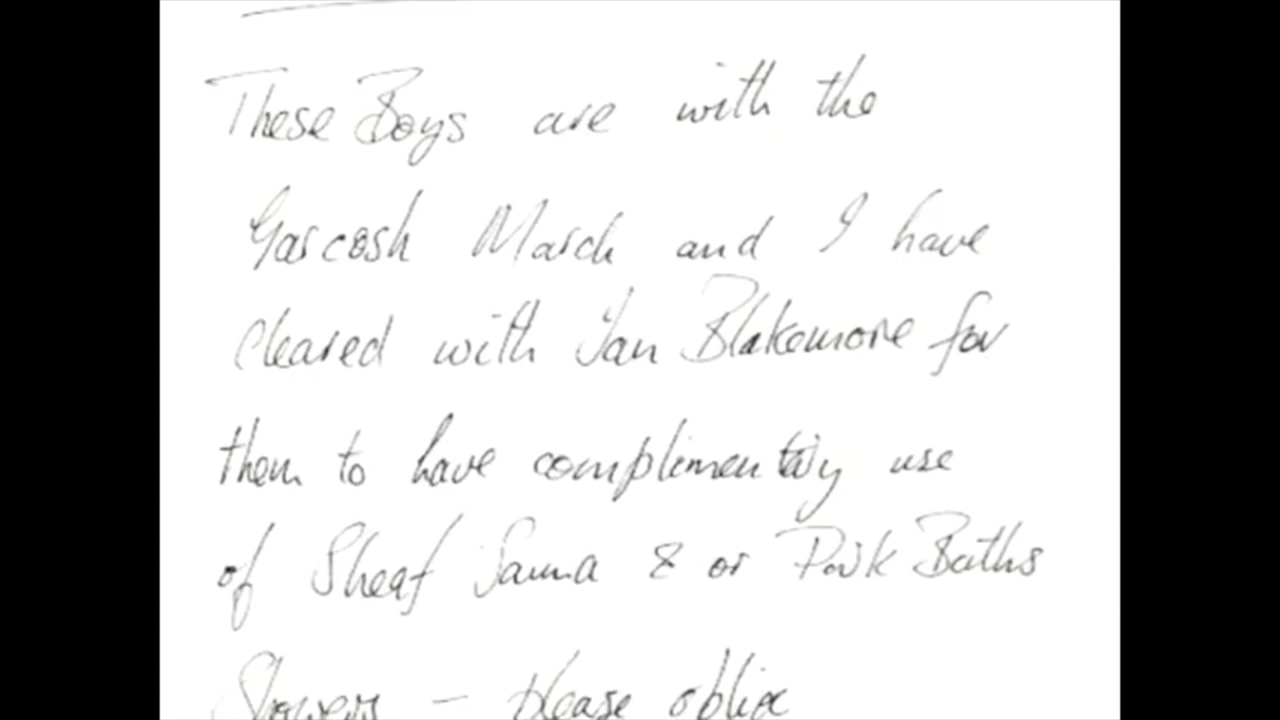 These Boys are with the
Garcosh March and I have
cleared with Ian Blakemore for
them to have complimentary use
of Sheaf Sauna & or Park Baths
Showers – please oblige